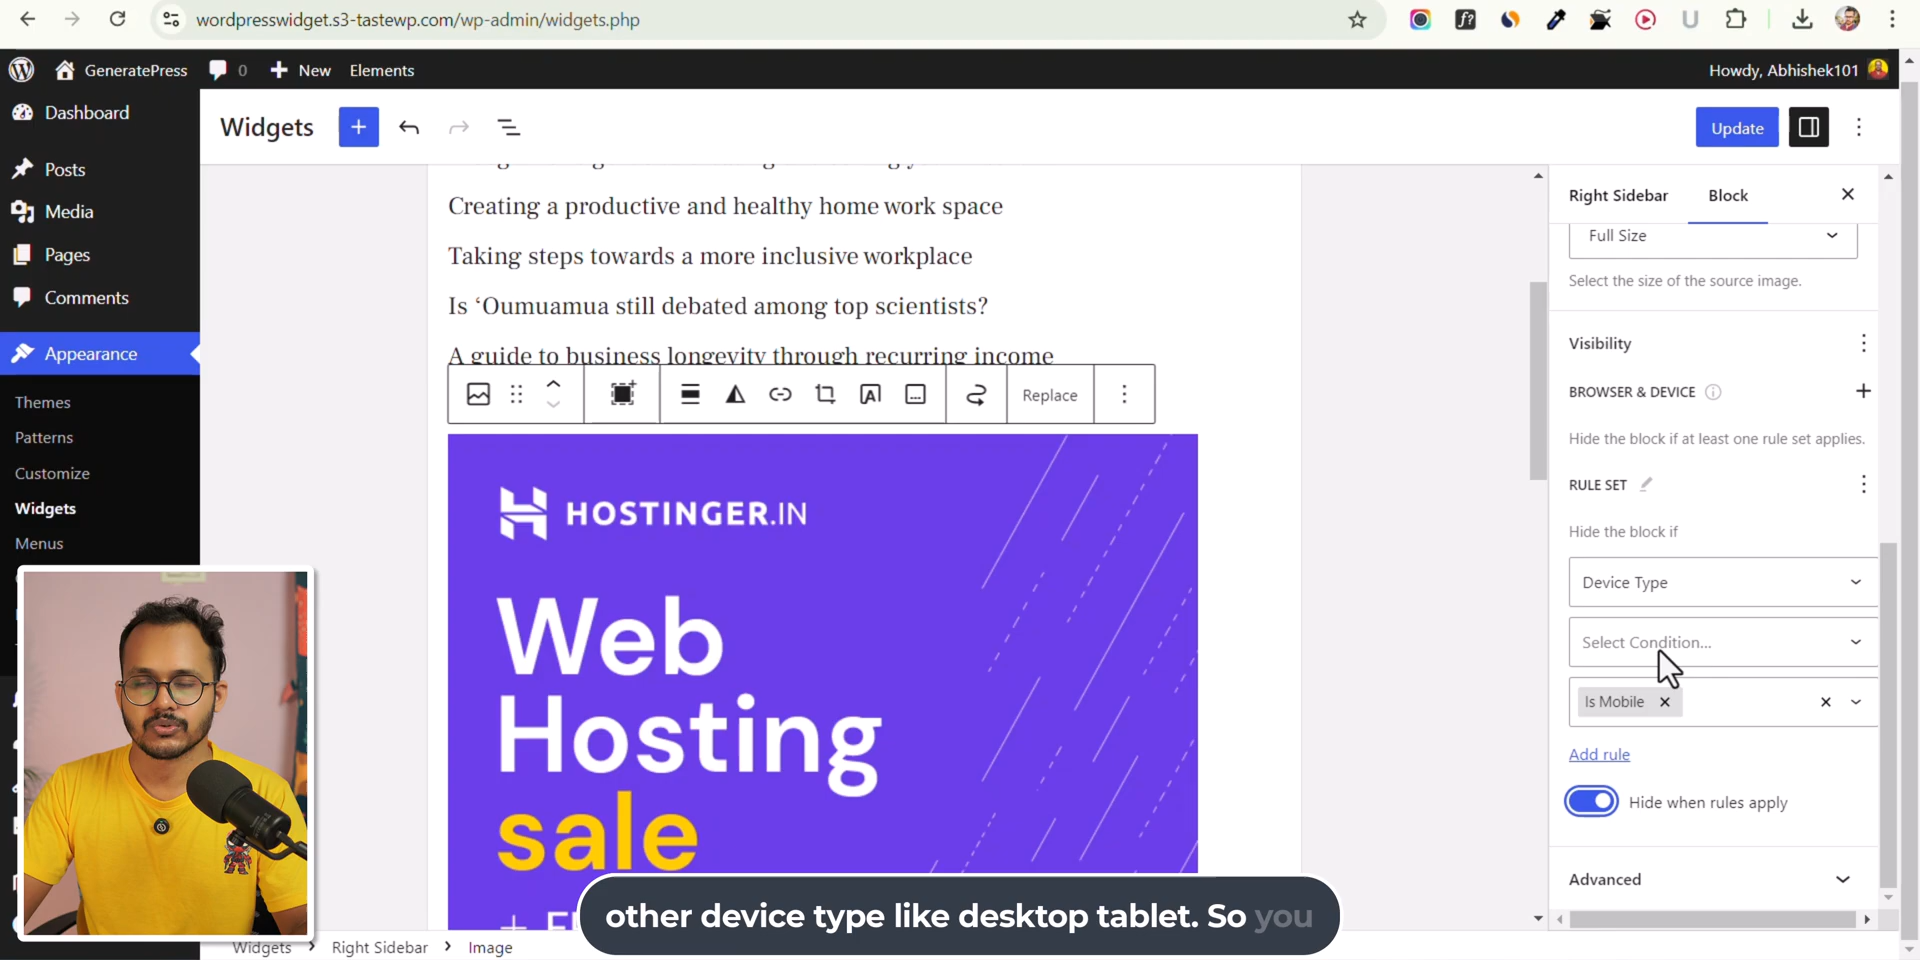 wordpresswidget.s3-tastewp.com/wp-admin/widgets.php
GeneratePress
0
New
Elements
Howdy, Abhishek101
Dashboard
Posts
Media
Pages
Comments
Appearance
Themes
Patterns
Customize
Widgets
Menus
Widgets
Update
Creating a productive and healthy home work space
Taking steps towards a more inclusive workplace
Is ‘Oumuamua still debated among top scientists?
A guide to business longevity through recurring income
Replace
HOSTINGER.IN
Web
Hosting
sale
Right Sidebar
Block
Full Size
Select the size of the source image.
Visibility
BROWSER & DEVICE
Hide the block if at least one rule set applies.
RULE SET
Hide the block if
Device Type
Select Condition...
Is Mobile
Add rule
Hide when rules apply
Advanced
other device type like desktop tablet. So you
Widgets > Right Sidebar > Image